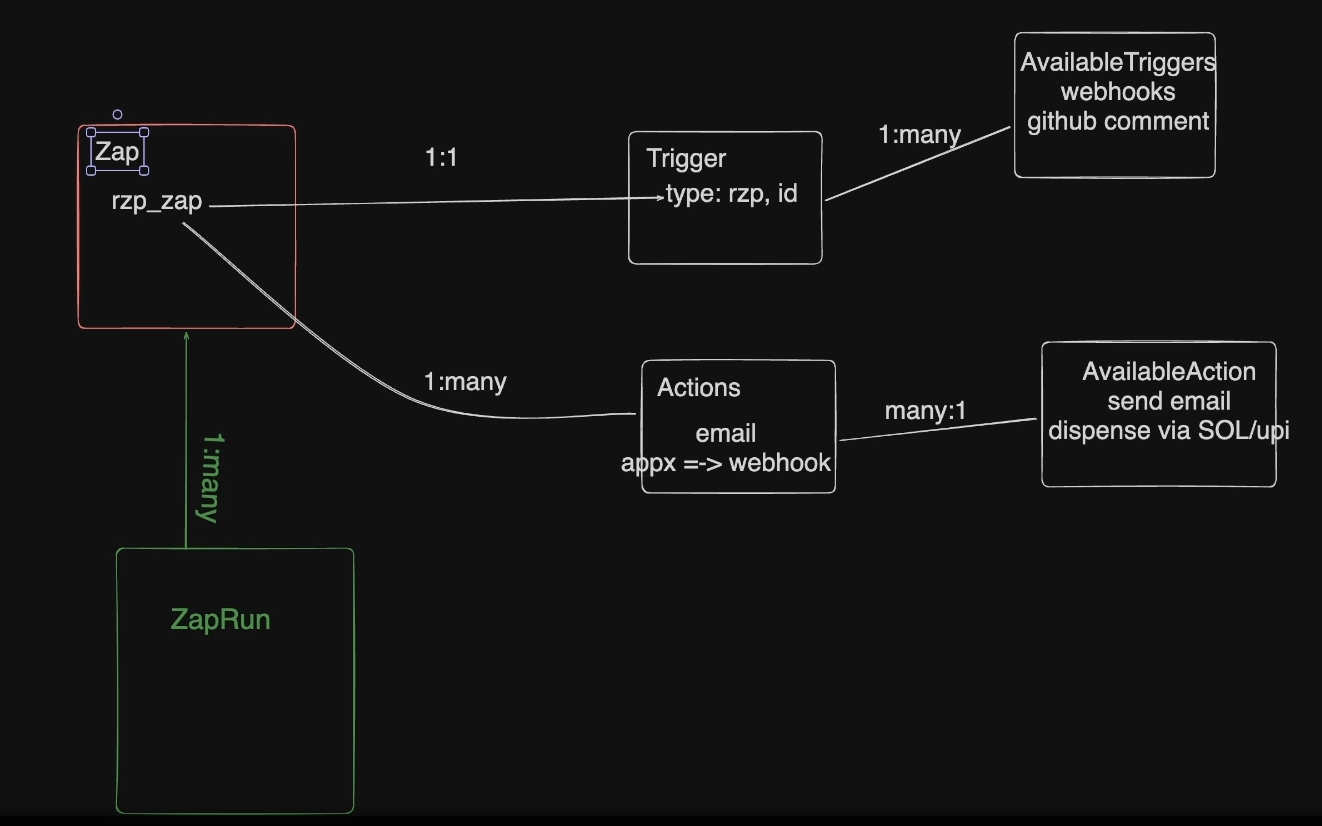 Zap
rzp_zap
1:1
Trigger
type: rzp, id
1:many
AvailableTriggers
webhooks
github comment
1:many
Actions
email
appx =-> webhook
many:1
AvailableAction
send email
dispense via SOL/upi
1:many
ZapRun